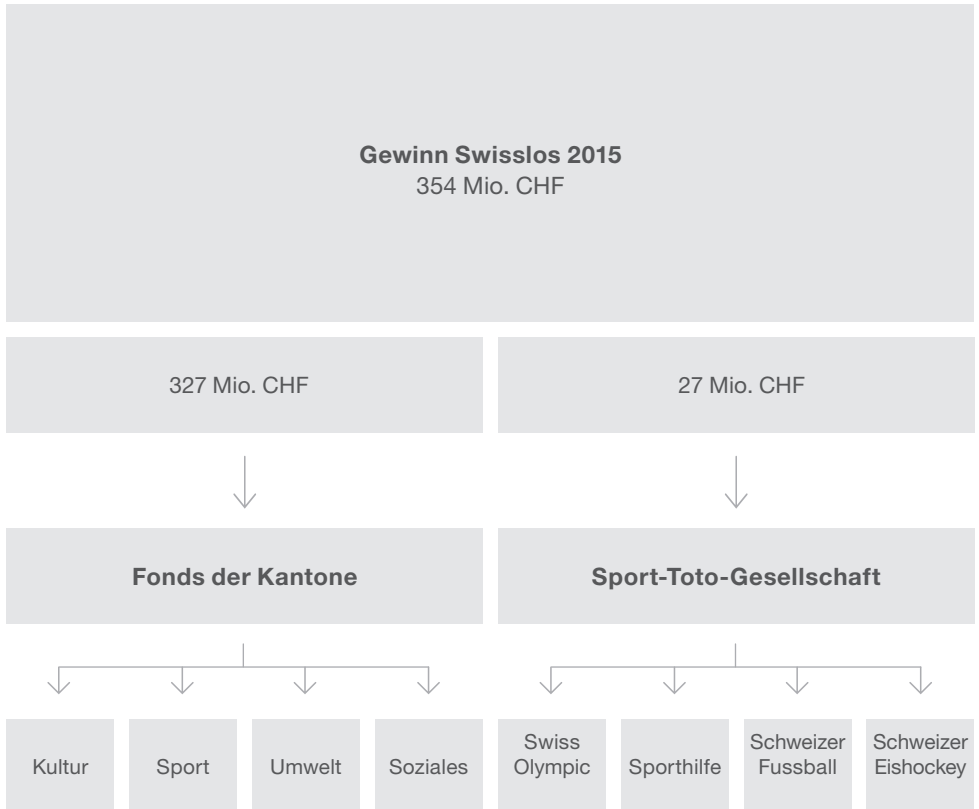 Gewinn Swisslos 2015
354 Mio. CHF
327 Mio. CHF
27 Mio. CHF
Fonds der Kantone
Sport-Toto-Gesellschaft
Kultur
Sport
Umwelt
Soziales
Swiss
Olympic
Sporthilfe
Schweizer
Fussball
Schweizer
Eishockey